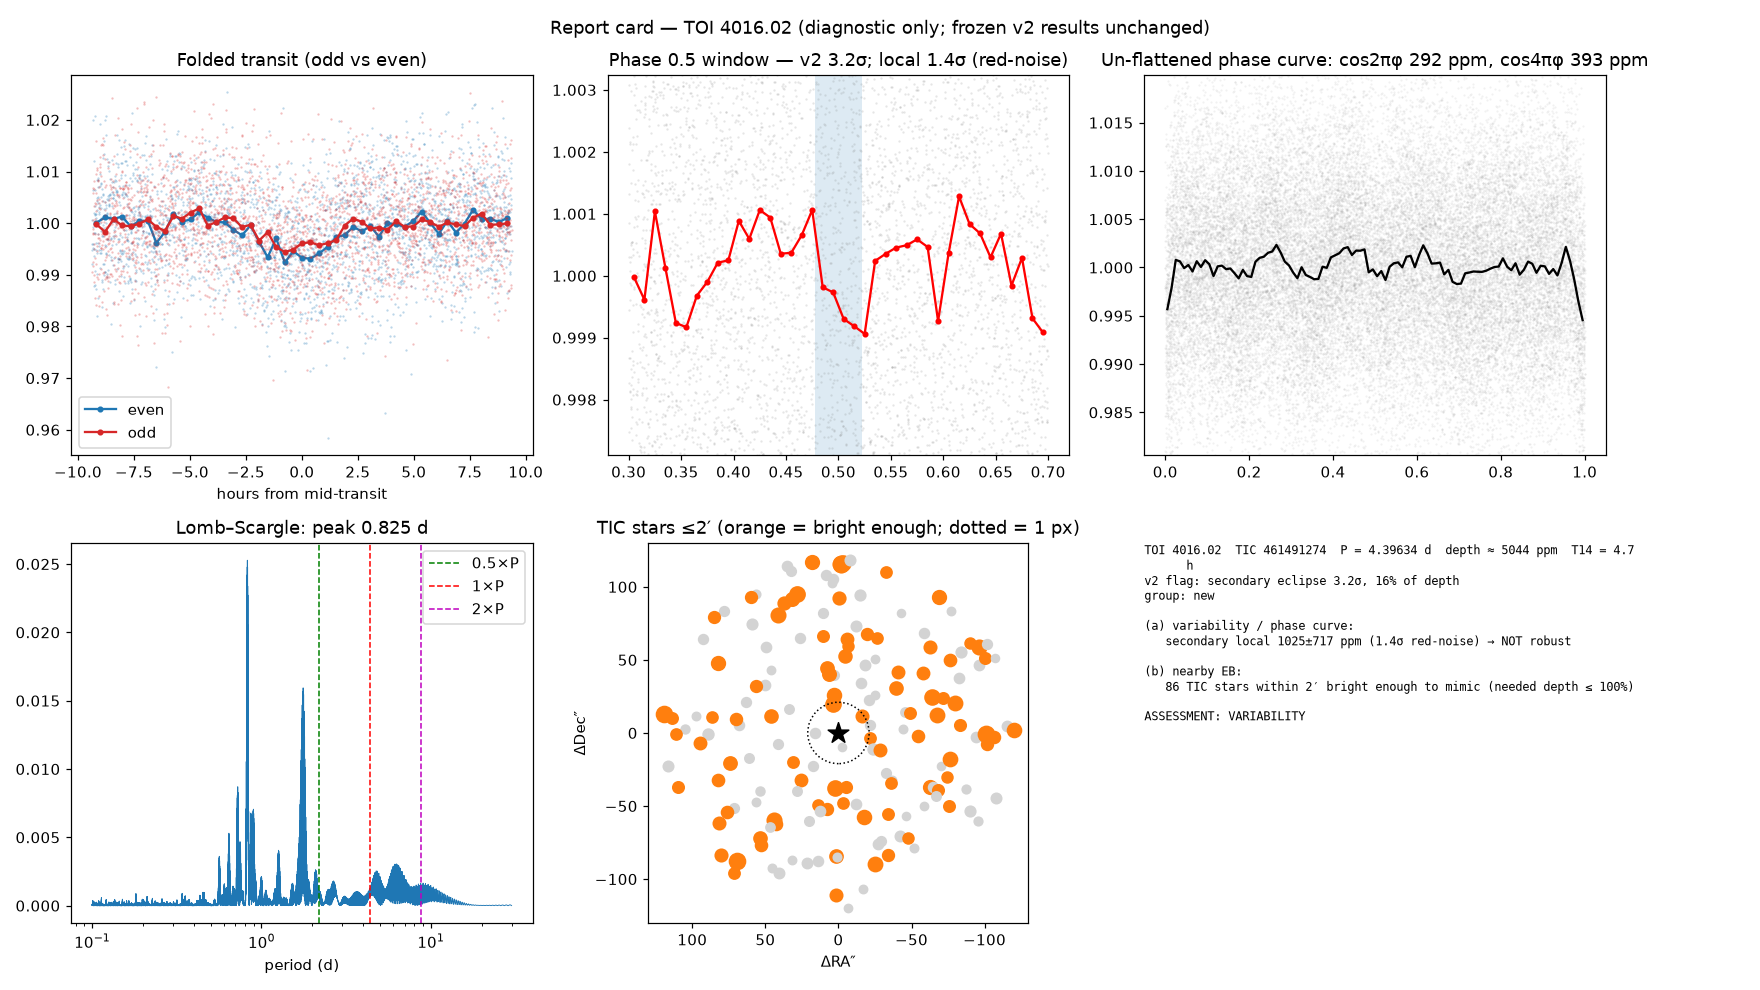 Report card — TOI 4016.02 (diagnostic only; frozen v2 results unchanged)
Folded transit (odd vs even)
1.02
1.01
1.00
0.99
0.98
0.97
0.96
even
odd
−10.0 −7.5 −5.0 −2.5 0.0 2.5 5.0 7.5 10.0
hours from mid-transit
Phase 0.5 window — v2 3.2σ; local 1.4σ (red-noise)
1.003
1.002
1.001
1.000
0.999
0.998
0.30 0.35 0.40 0.45 0.50 0.55 0.60 0.65 0.70
Un-flattened phase curve: cos2πφ 292 ppm, cos4πφ 393 ppm
1.015
1.010
1.005
1.000
0.995
0.990
0.985
0.0 0.2 0.4 0.6 0.8 1.0
Lomb–Scargle: peak 0.825 d
0.025
0.020
0.015
0.010
0.005
0.000
0.5×P
1×P
2×P
10⁻¹ 10⁰ 10¹
period (d)
TIC stars ≤2′ (orange = bright enough; dotted = 1 px)
ΔDec″
100
50
0
−50
−100
100 50 0 −50 −100
ΔRA″
TOI 4016.02 TIC 461491274 P = 4.39634 d depth ≈ 5044 ppm T14 = 4.7
h
v2 flag: secondary eclipse 3.2σ, 16% of depth
group: new
(a) variability / phase curve:
secondary local 1025±717 ppm (1.4σ red-noise) → NOT robust
(b) nearby EB:
86 TIC stars within 2′ bright enough to mimic (needed depth ≤ 100%)
ASSESSMENT: VARIABILITY